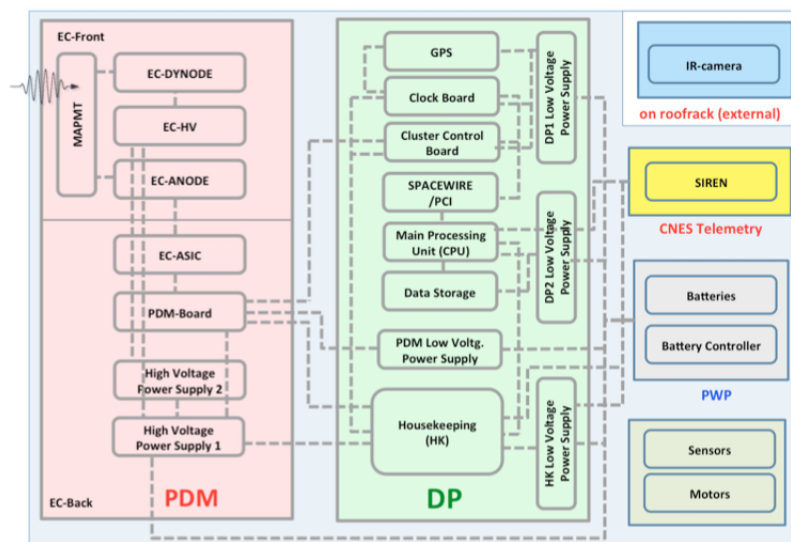 EC-Front
MAPMT
EC-DYNODE
EC-HV
EC-ANODE
EC-ASIC
PDM-Board
High Voltage
Power Supply 2
High Voltage
Power Supply 1
EC-Back
PDM
GPS
Clock Board
Cluster Control
Board
SPACEWIRE
/PCI
Main Processing
Unit (CPU)
Data Storage
PDM Low Voltg.
Power Supply
Housekeeping
(HK)
DP
DP1 Low Voltage
Power Supply
DP2 Low Voltage
Power Supply
HK Low Voltage
Power Supply
IR-camera
on roofrack (external)
SIREN
CNES Telemetry
Batteries
Battery Controller
PWP
Sensors
Motors